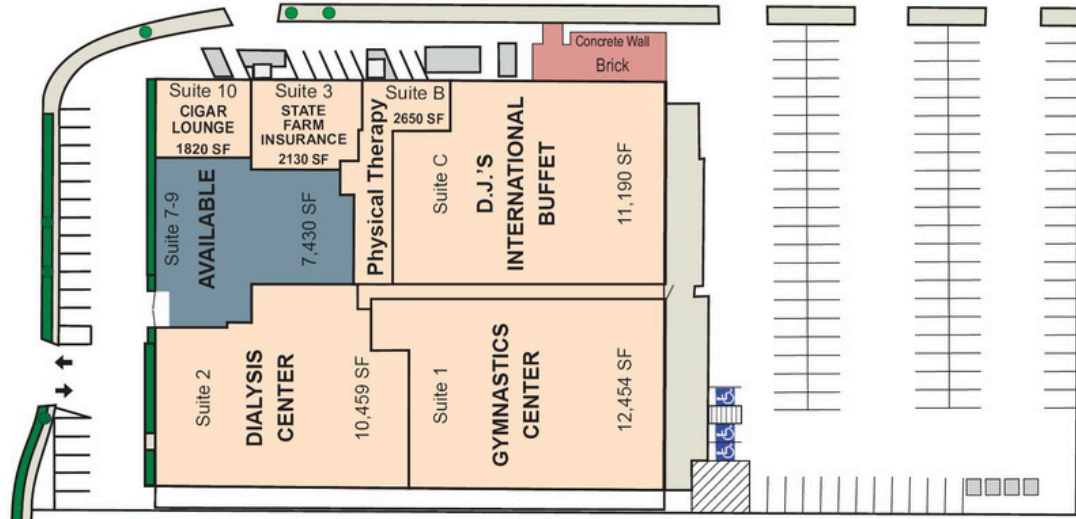 Concrete Wall
Brick
Suite 10
CIGAR
LOUNGE
1820 SF
Suite 3
STATE
FARM
INSURANCE
2130 SF
Physical Therapy
Suite B
2650 SF
Suite C
D.J.'S
INTERNATIONAL
BUFFET
11,190 SF
Suite 7-9
AVAILABLE
7,430 SF
Suite 2
DIALYSIS
CENTER
10,459 SF
Suite 1
GYMNASTICS
CENTER
12,454 SF